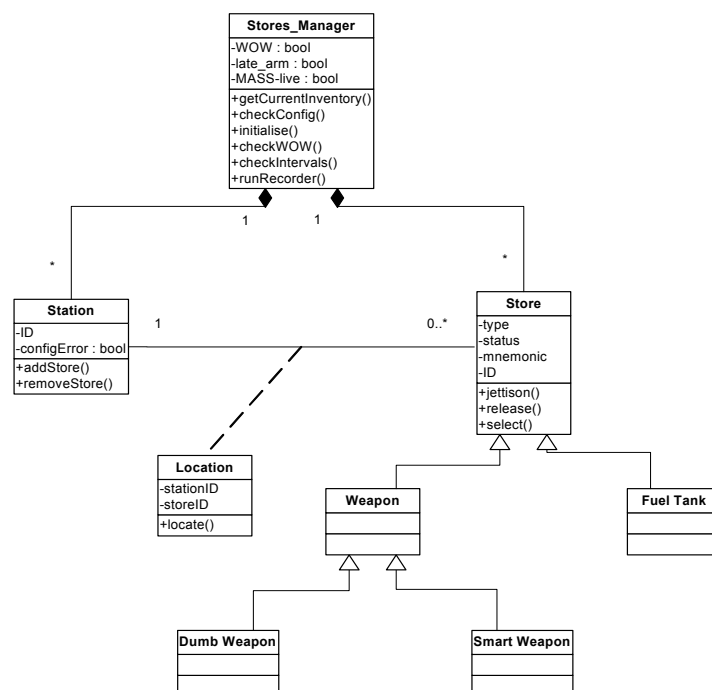 Stores_Manager
-WOW : bool
-late_arm : bool
-MASS-live : bool
+getCurrentInventory()
+checkConfig()
+initialise()
+checkWOW()
+checkIntervals()
+runRecorder()
1
1
*
*
Station
-ID
-configError : bool
+addStore()
+removeStore()
1
0..*
Store
-type
-status
-mnemonic
-ID
+jettison()
+release()
+select()
Location
-stationID
-storeID
+locate()
Weapon
Fuel Tank
Dumb Weapon
Smart Weapon